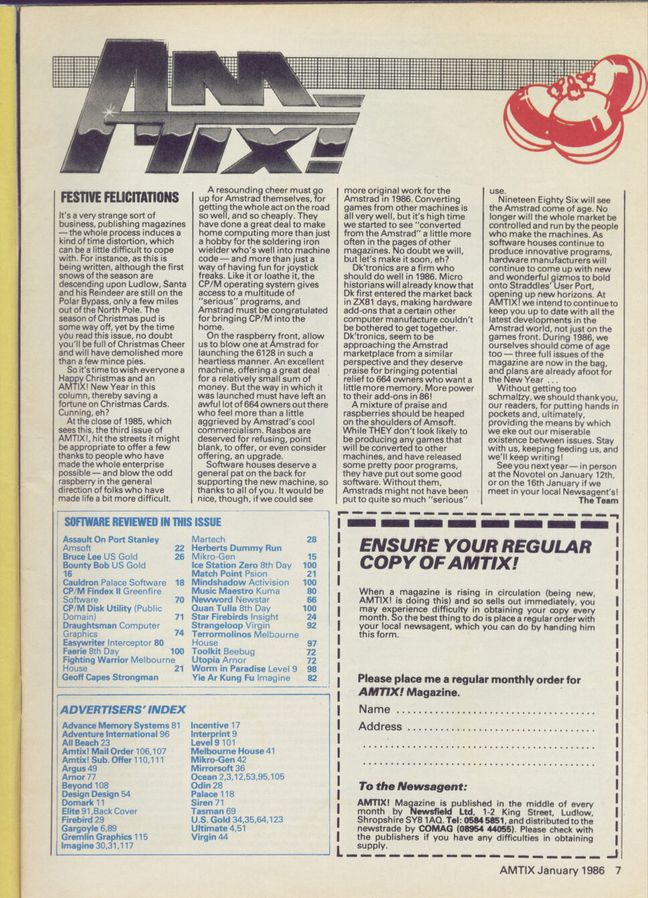 AMTIX!
FESTIVE FELICITATIONS
It's a very strange sort of
business, publishing magazines
— the whole process induces a
kind of time distortion, which
can be a little difficult to cope
with. For instance, as this is
being written, although the first
snows of the season are
descending upon Ludlow, Santa
and his Reindeer are still on the
Polar Bypass, only a few miles
out of the North Pole. The
season of Christmas pud is
some way off, yet by the time
you read this issue, no doubt
you'll be full of Christmas Cheer
and will have demolished more
than a few mince pies.
So it's time to wish everyone a
Happy Christmas and an
AMTIX! New Year in this
column, thereby saving a
fortune on Christmas Cards.
Cunning, eh?
At the close of 1985, which
sees this, the third issue of
AMTIX!, hit the streets it might
be appropriate to offer a few
thanks to people who have
made the whole enterprise
possible — and blow the odd
raspberry in the general
direction of folks who have
made life a bit more difficult.
A resounding cheer must go
up for Amstrad themselves, for
getting the whole act on the road
so well, and so cheaply. They
have done a great deal to make
home computing more than just
a hobby for the soldering iron
wielder who's well into machine
code — and more than just a
way of having fun for joystick
freaks. Like it or loathe it, the
CP/M operating system gives
access to a multitude of
"serious" programs, and
Amstrad must be congratulated
for bringing CP/M into the
home.
On the raspberry front, allow
us to blow one at Amstrad for
launching the 6128 in such a
heartless manner. An excellent
machine, offering a great deal
for a relatively small sum of
money. But the way in which it
was launched must have left an
awful lot of 664 owners out there
who feel more than a little
aggrieved by Amstrad's cool
commercialism. Rasbos are
deserved for refusing, point
blank, to offer, or even consider
offering, an upgrade.
Software houses deserve a
general pat on the back for
supporting the new machine, so
thanks to all of you. It would be
nice, though, if we could see
more original work for the
Amstrad in 1986. Converting
games from other machines is
all very well, but it's high time
we started to see "converted
from the Amstrad" a little more
often in the pages of other
magazines. No doubt we will,
but let's make it soon, eh?
Dk'tronics are a firm who
should do well in 1986. Micro
historians will already know that
Dk first entered the market back
in ZX81 days, making hardware
add-ons that a certain other
computer manufacture couldn't
be bothered to get together.
Dk'tronics, seem to be
approaching the Amstrad
marketplace from a similar
perspective and they deserve
praise for bringing potential
relief to 664 owners who want a
little more memory. More power
to their add-ons in 86!
A mixture of praise and
raspberries should be heaped
on the shoulders of Amsoft.
While THEY don't look likely to
be producing any games that
will be converted to other
machines, and have released
some pretty poor programs,
they have put out some good
software. Without them,
Amstrads might not have been
put to quite so much "serious"
use.
Nineteen Eighty Six will see
the Amstrad come of age. No
longer will the whole market be
controlled and run by the people
who make the machines. As
software houses continue to
produce innovative programs,
hardware manufacturers will
continue to come up with new
and wonderful gizmos to bold
onto Straddles' User Port,
opening up new horizons. At
AMTIX! we intend to continue to
keep you up to date with all the
latest developments in the
Amstrad world, not just on the
games front. During 1986, we
ourselves should come of age
too — three full issues of the
magazine are now in the bag,
and plans are already afoot for
the New Year ...
Without getting too
schmaltzy, we should thank you,
our readers, for putting hands in
pockets and, ultimately,
providing the means by which
we eke out our miserable
existence between issues. Stay
with us, keeping feeding us, and
we'll keep writing!
See you next year — in person
at the Novotel on January 12th,
or on the 16th January if we
meet in your local Newsagent's!
The Team
SOFTWARE REVIEWED IN THIS ISSUE
Assault On Port Stanley
Amsoft 22
Bruce Lee US Gold 26
Bounty Bob US Gold
16
Cauldron Palace Software 18
CP/M Findex II Greenfire
Software 70
CP/M Disk Utility (Public
Domain) 71
Draughtsman Computer
Graphics 74
Easywriter Interceptor 80
Faerie 8th Day 100
Fighting Warrior Melbourne
House 21
Geoff Capes Strongman
Martech 28
Herberts Dummy Run
Mikro-Gen 15
Ice Station Zero 8th Day 100
Match Point Psion 21
Mindshadow Activision 100
Music Maestro Kuma 80
Newword Newstar 66
Quan Tulla 8th Day 100
Star Firebirds Insight 24
Strangeloop Virgin 92
Terrormolinos Melbourne
House 97
Toolkit Beebug 72
Utopia Arnor 72
Worm in Paradise Level 9 98
Yie Ar Kung Fu Imagine 82
ADVERTISERS' INDEX
Advance Memory Systems 81
Adventure International 96
All Beach 23
Amtix! Mail Order 106,107
Amtix! Sub. Offer 110,111
Argus 49
Arnor 77
Beyond 108
Design Design 54
Domark 11
Elite 91,Back Cover
Firebird 29
Gargoyle 6,89
Gremlin Graphics 115
Imagine 30,31,117
Incentive 17
Interprint 9
Level 9 101
Melbourne House 41
Mikro-Gen 42
Mirrorsoft 36
Ocean 2,3,12,53,95,105
Odin 28
Palace 118
Siren 71
Tasman 69
U.S. Gold 34,35,64,123
Ultimate 4,51
Virgin 44
ENSURE YOUR REGULAR
COPY OF AMTIX!
When a magazine is rising in circulation (being new,
AMTIX! is doing this) and so sells out immediately, you
may experience difficulty in obtaining your copy every
month. So the best thing to do is place a regular order with
your local newsagent, which you can do by handing him
this form.
Please place me a regular monthly order for
AMTIX! Magazine.
Name
Address
To the Newsagent:
AMTIX! Magazine is published in the middle of every
month by Newsfield Ltd, 1-2 King Street, Ludlow,
Shropshire SY8 1AQ. Tel: 0584 5851, and distributed to the
newstrade by COMAG (08954 44055). Please check with
the publishers if you have any difficulties in obtaining
supply.
AMTIX January 1986 7